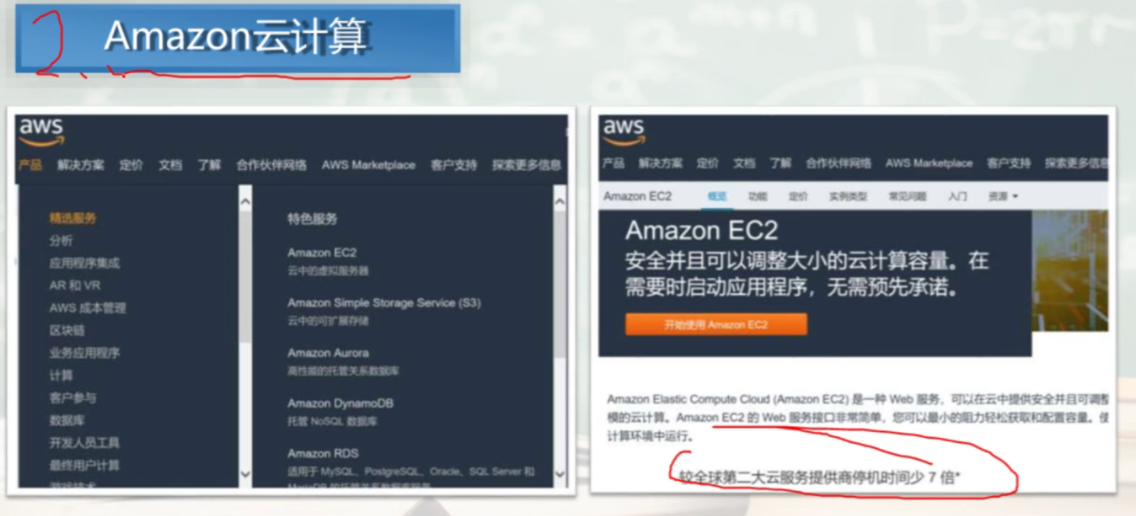 Amazon云计算
aws
产品 解决方案 定价 文档 了解 合作伙伴网络 AWS Marketplace 客户支持 探索更多信息
精选服务
分析
应用程序集成
AR 和 VR
AWS 成本管理
区块链
业务应用程序
计算
客户参与
数据库
开发人员工具
最终用户计算
游戏技术
特色服务
Amazon EC2
云中的虚拟服务器
Amazon Simple Storage Service (S3)
云中的可扩展存储
Amazon Aurora
高性能的托管关系数据库
Amazon DynamoDB
托管 NoSQL 数据库
Amazon RDS
适用于 MySQL、PostgreSQL、Oracle、SQL Server 和
MariaDB 的托管关系数据库服务
aws
产品 解决方案 定价 文档 了解 合作伙伴网络 AWS Marketplace 客户支持 探索更多信息
Amazon EC2 概览 功能 定价 实例类型 常见问题 入门 资源
Amazon EC2
安全并且可以调整大小的云计算容量。在
需要时启动应用程序，无需预先承诺。
开始使用 Amazon EC2
Amazon Elastic Compute Cloud (Amazon EC2) 是一种 Web 服务，可以在云中提供安全并且可调整
模的云计算。Amazon EC2 的 Web 服务接口非常简单，您可以最小的阻力轻松获取和配置容量。使
计算环境中运行。
较全球第二大云服务提供商停机时间少 7 倍*